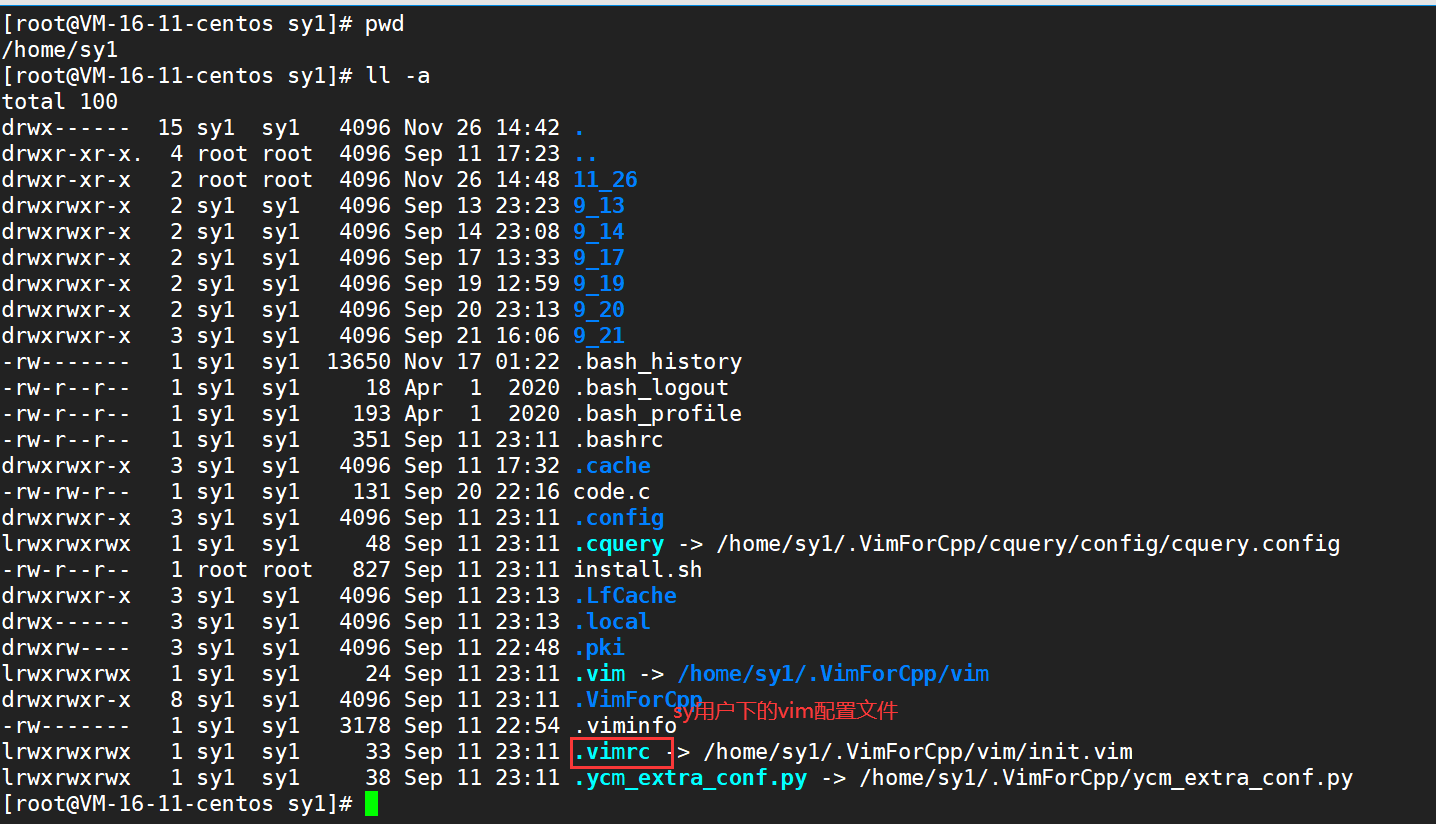 [root@VM-16-11-centos sy1]# pwd
/home/sy1
[root@VM-16-11-centos sy1]# ll -a
total 100
drwx------  15 sy1  sy1   4096 Nov 26 14:42 .
drwxr-xr-x.  4 root root  4096 Sep 11 17:23 ..
drwxr-xr-x   2 root root  4096 Nov 26 14:48 11_26
drwxrwxr-x   2 sy1  sy1   4096 Sep 13 23:23 9_13
drwxrwxr-x   2 sy1  sy1   4096 Sep 14 23:08 9_14
drwxrwxr-x   2 sy1  sy1   4096 Sep 17 13:33 9_17
drwxrwxr-x   2 sy1  sy1   4096 Sep 19 12:59 9_19
drwxrwxr-x   2 sy1  sy1   4096 Sep 20 23:13 9_20
drwxrwxr-x   3 sy1  sy1   4096 Sep 21 16:06 9_21
-rw-------   1 sy1  sy1  13650 Nov 17 01:22 .bash_history
-rw-r--r--   1 sy1  sy1     18 Apr  1  2020 .bash_logout
-rw-r--r--   1 sy1  sy1    193 Apr  1  2020 .bash_profile
-rw-r--r--   1 sy1  sy1    351 Sep 11 23:11 .bashrc
drwxrwxr-x   3 sy1  sy1   4096 Sep 11 17:32 .cache
-rw-rw-r--   1 sy1  sy1    131 Sep 20 22:16 code.c
drwxrwxr-x   3 sy1  sy1   4096 Sep 11 23:11 .config
lrwxrwxrwx   1 sy1  sy1     48 Sep 11 23:11 .cquery -> /home/sy1/.VimForCpp/cquery/config/cquery.config
-rw-r--r--   1 root root   827 Sep 11 23:11 install.sh
drwxrwxr-x   3 sy1  sy1   4096 Sep 11 23:13 .LfCache
drwx------   3 sy1  sy1   4096 Sep 11 23:13 .local
drwxrw----   3 sy1  sy1   4096 Sep 11 22:48 .pki
lrwxrwxrwx   1 sy1  sy1     24 Sep 11 23:11 .vim -> /home/sy1/.VimForCpp/vim
drwxrwxr-x   8 sy1  sy1   4096 Sep 11 23:11 .VimForCpp
sy用户下的vim配置文件
-rw-------   1 sy1  sy1   3178 Sep 11 22:54 .viminfo
lrwxrwxrwx   1 sy1  sy1     33 Sep 11 23:11 .vimrc -> /home/sy1/.VimForCpp/vim/init.vim
lrwxrwxrwx   1 sy1  sy1     38 Sep 11 23:11 .ycm_extra_conf.py -> /home/sy1/.VimForCpp/ycm_extra_conf.py
[root@VM-16-11-centos sy1]#